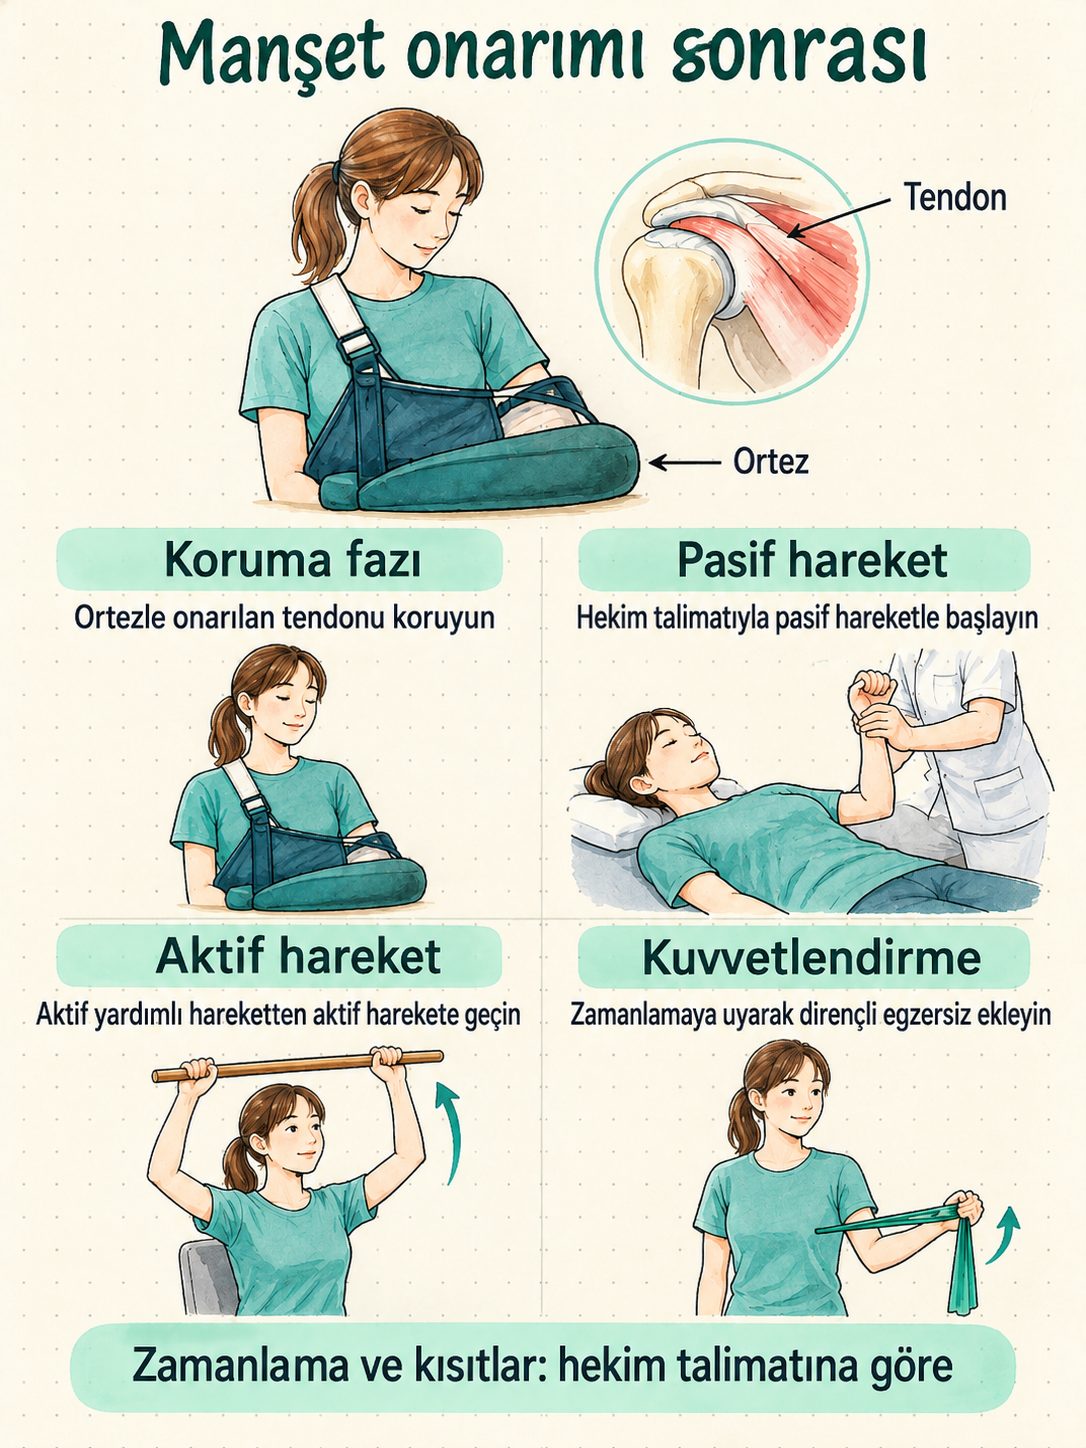 Manşet onarımı sonrası
Tendon
Ortez
Koruma fazı
Ortezle onarılan tendonu koruyun
Pasif hareket
Hekim talimatıyla pasif hareketle başlayın
Aktif hareket
Aktif yardımlı hareketten aktif harekete geçin
Kuvvetlendirme
Zamanlamaya uyarak dirençli egzersiz ekleyin
Zamanlama ve kısıtlar: hekim talimatına göre